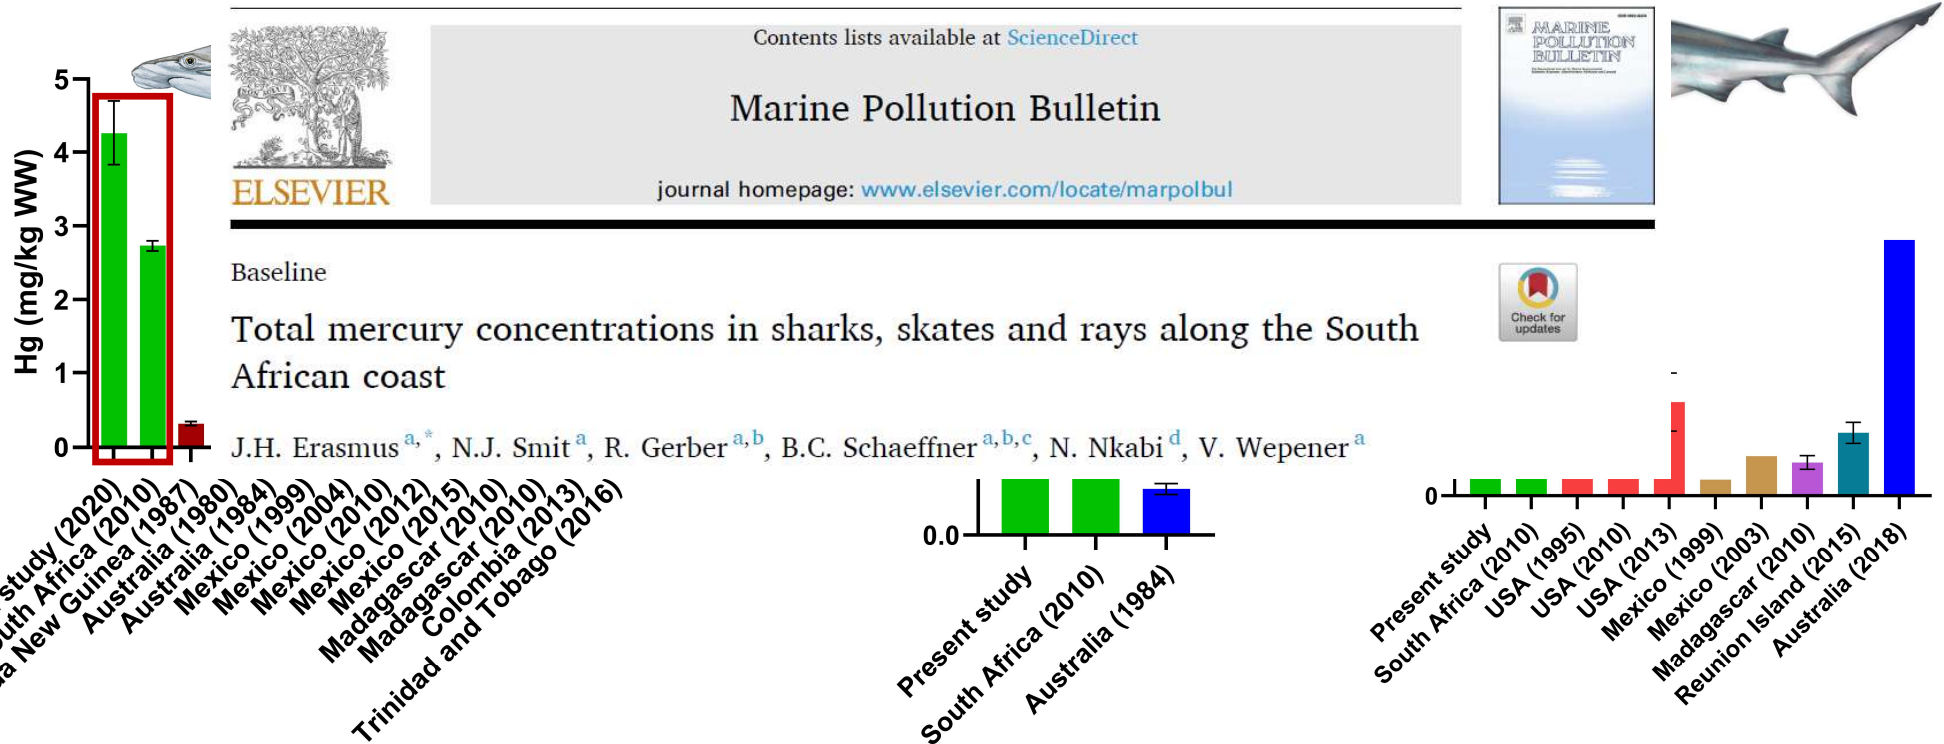 Contents lists available at ScienceDirect
MARINE
POLLUTION
BULLETIN
Marine Pollution Bulletin
ELSEVIER
journal homepage: www.elsevier.com/locate/marpolbul
Baseline
Total mercury concentrations in sharks, skates and rays along the South
African coast
Check for
updates
J.H. Erasmus a,*, N.J. Smit a, R. Gerber a,b, B.C. Schaeffner a,b,c, N. Nkabi d, V. Wepener a
Hg (mg/kg WW)
5
4
3
2
1
0
study (2020)
outh Africa (2010)
a New Guinea (1987)
Australia (1980)
Australia (1984)
Mexico (1999)
Mexico (2004)
Mexico (2010)
Mexico (2012)
Mexico (2015)
Madagascar (2010)
Madagascar (2010)
Colombia (2013)
Trinidad and Tobago (2016)
0.0
Present study
South Africa (2010)
Australia (1984)
0
Present study
South Africa (2010)
USA (1995)
USA (2010)
USA (2013)
Mexico (1999)
Mexico (2003)
Madagascar (2010)
Reunion Island (2015)
Australia (2018)